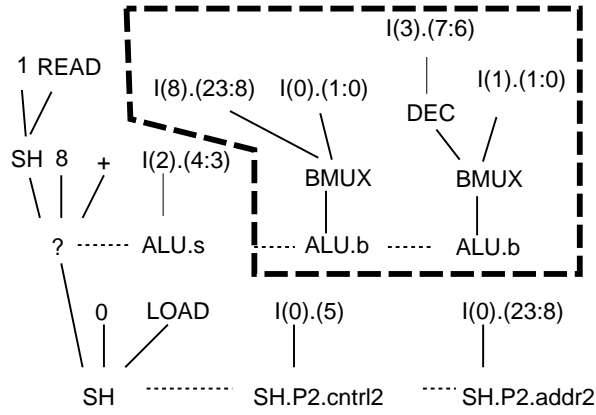 I(3).(7:6)
1 READ
I(8).(23:8) I(0).(1:0) I(1).(1:0)
DEC
SH 8 + I(2).(4:3)
BMUX BMUX
? ALU.s ALU.b ALU.b
0 LOAD I(0).(5) I(0).(23:8)
SH SH.P2.cntrl2 SH.P2.addr2